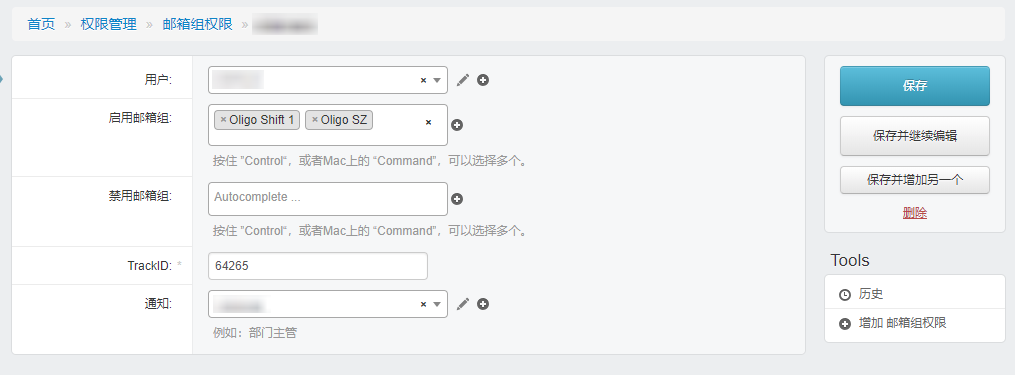 首页 » 权限管理 » 邮箱组权限 »
用户:
启用邮箱组:
× Oligo Shift 1 × Oligo SZ
按住 "Control“，或者Mac上的 “Command”，可以选择多个。
禁用邮箱组:
Autocomplete ...
按住 "Control“，或者Mac上的 “Command”，可以选择多个。
TrackID: *
64265
通知:
例如：部门主管
保存
保存并继续编辑
保存并增加另一个
删除
Tools
历史
增加 邮箱组权限